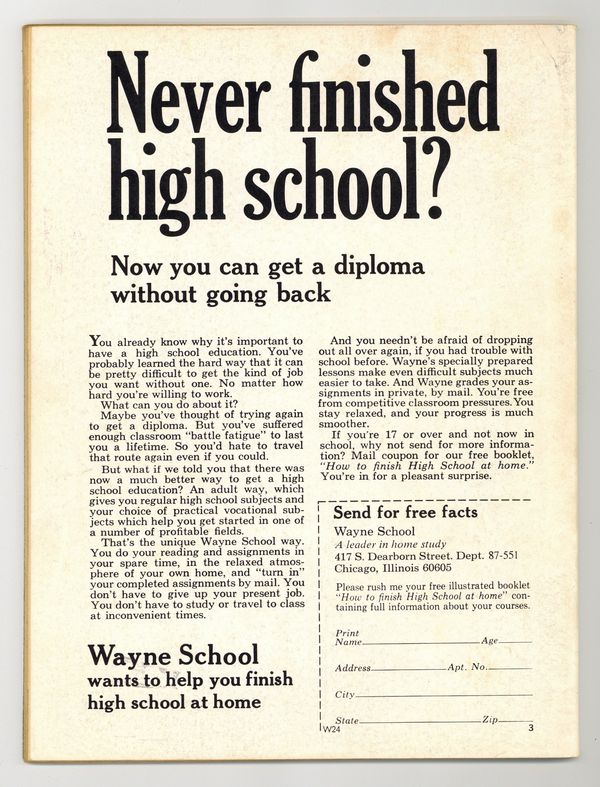 Never finished
high school?
Now you can get a diploma
without going back
You already know why it's important to
have a high school education. You've
probably learned the hard way that it can
be pretty difficult to get the kind of job
you want without one. No matter how
hard you're willing to work.
What can you do about it?
Maybe you've thought of trying again
to get a diploma. But you've suffered
enough classroom "battle fatigue" to last
you a lifetime. So you'd hate to travel
that route again even if you could.
But what if we told you that there was
now a much better way to get a high
school education? An adult way, which
gives you regular high school subjects and
your choice of practical vocational sub-
jects which help you get started in one of
a number of profitable fields.
That's the unique Wayne School way.
You do your reading and assignments in
your spare time, in the relaxed atmos-
phere of your own home, and "turn in"
your completed assignments by mail. You
don't have to give up your present job.
You don't have to study or travel to class
at inconvenient times.
Wayne School
wants to help you finish
high school at home
And you needn't be afraid of dropping
out all over again, if you had trouble with
school before. Wayne's specially prepared
lessons make even difficult subjects much
easier to take. And Wayne grades your as-
signments in private, by mail. You're free
from competitive classroom pressures. You
stay relaxed, and your progress is much
smoother.
If you're 17 or over and not now in
school, why not send for more informa-
tion? Mail coupon for our free booklet,
"How to finish High School at home."
You're in for a pleasant surprise.
Send for free facts
Wayne School
A leader in home study
417 S. Dearborn Street. Dept. 87-551
Chicago, Illinois 60605
Please rush me your free illustrated booklet
"How to finish High School at home" con-
taining full information about your courses.
Print
Name Age
Address Apt. No.
City
State Zip
W24 3